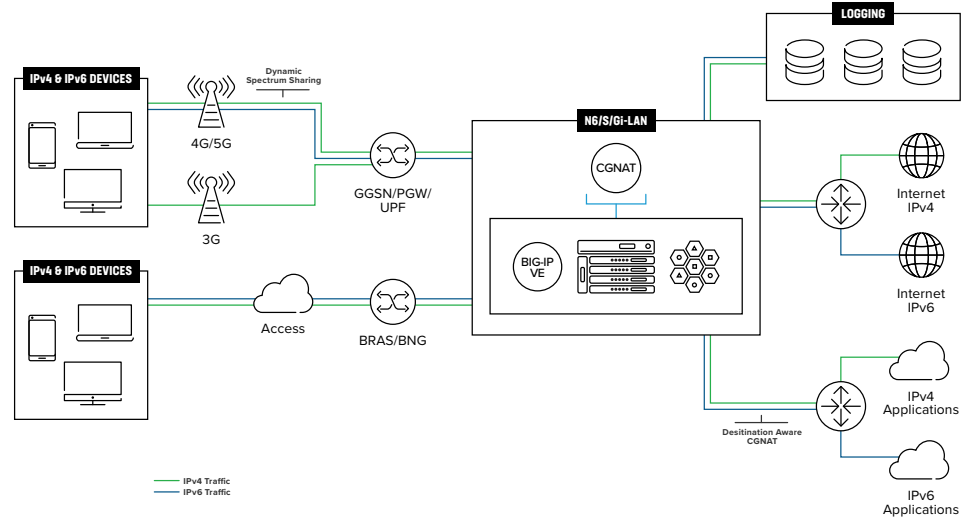 LOGGING
IPv4 & IPv6 DEVICES
Dynamic
Spectrum Sharing
4G/5G
3G
GGSN/PGW/
UPF
N6/S/Gi-LAN
CGNAT
BIG-IP
VE
Internet
IPv4
Internet
IPv6
IPv4 & IPv6 DEVICES
Access
BRAS/BNG
Desitination Aware
CGNAT
IPv4
Applications
IPv6
Applications
IPv4 Traffic
IPv6 Traffic